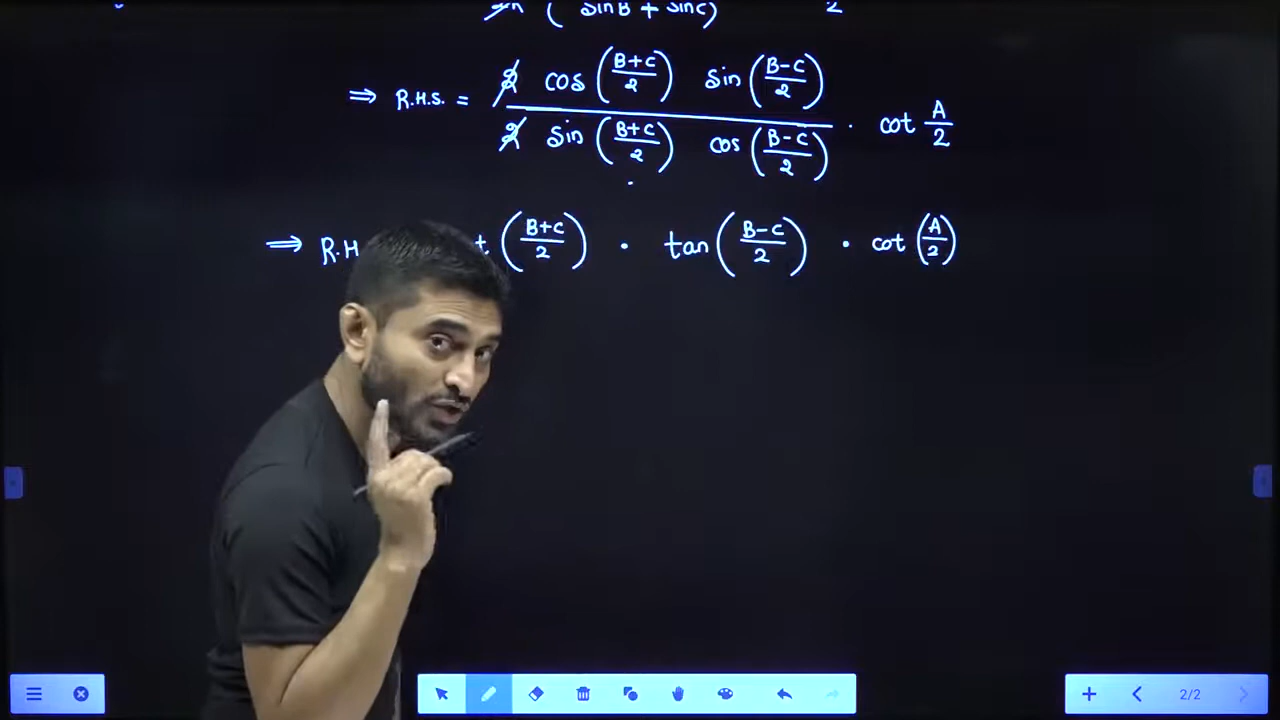 (sinB + sinC) 2
⇒ R.H.S. = 2 cos (B+C/2) sin (B-C/2) / 2 sin (B+C/2) cos (B-C/2) · cot A/2
⇒ R.H (B+C/2) · tan (B-C/2) · cot (A/2)
2/2